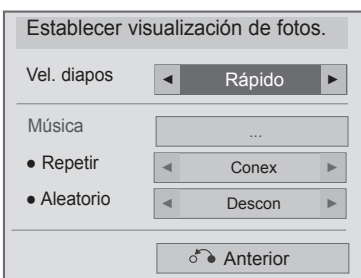 Establecer visualización de fotos.
Vel. diapos ◄ Rápido ►
Música ...
● Repetir ◄ Conex ►
● Aleatorio ◄ Descon ►
Anterior